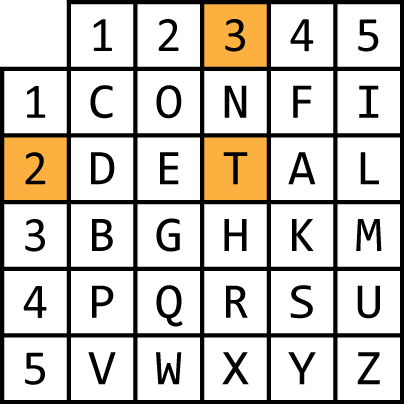 1 2 3 4 5
1 C O N F I
2 D E T A L
3 B G H K M
4 P Q R S U
5 V W X Y Z